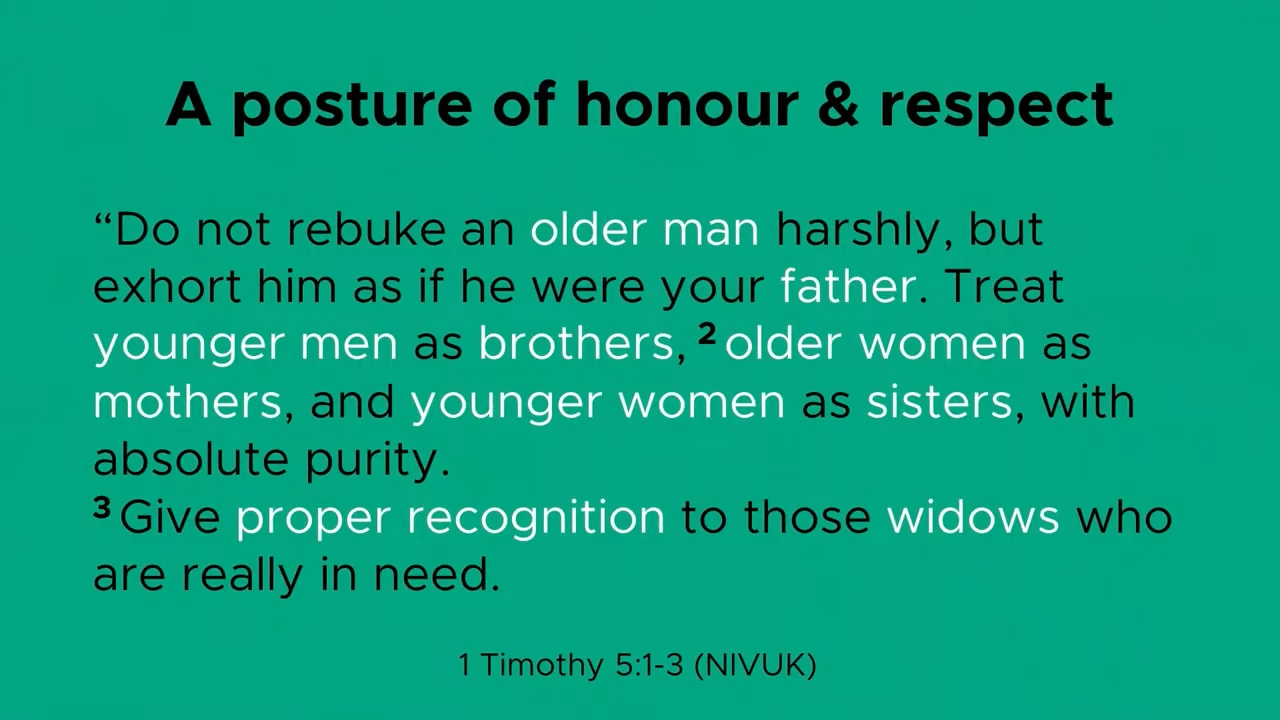 A posture of honour & respect
“Do not rebuke an older man harshly, but
exhort him as if he were your father. Treat
younger men as brothers, ² older women as
mothers, and younger women as sisters, with
absolute purity.
³ Give proper recognition to those widows who
are really in need.
1 Timothy 5:1-3 (NIVUK)